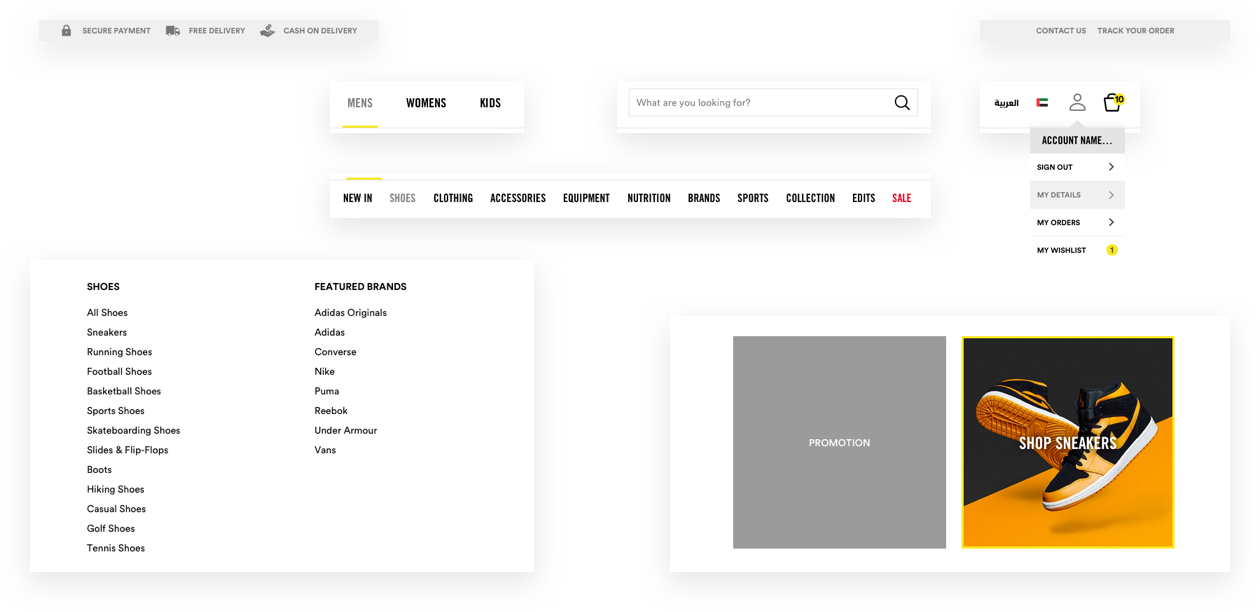 SECURE PAYMENT FREE DELIVERY CASH ON DELIVERY
CONTACT US TRACK YOUR ORDER
MENS WOMENS KIDS
What are you looking for?
العربية
10
ACCOUNT NAME...
SIGN OUT
MY DETAILS
MY ORDERS
MY WISHLIST 1
NEW IN SHOES CLOTHING ACCESSORIES EQUIPMENT NUTRITION BRANDS SPORTS COLLECTION EDITS SALE
SHOES
All Shoes
Sneakers
Running Shoes
Football Shoes
Basketball Shoes
Sports Shoes
Skateboarding Shoes
Slides & Flip-Flops
Boots
Hiking Shoes
Casual Shoes
Golf Shoes
Tennis Shoes
FEATURED BRANDS
Adidas Originals
Adidas
Converse
Nike
Puma
Reebok
Under Armour
Vans
PROMOTION
SHOP SNEAKERS